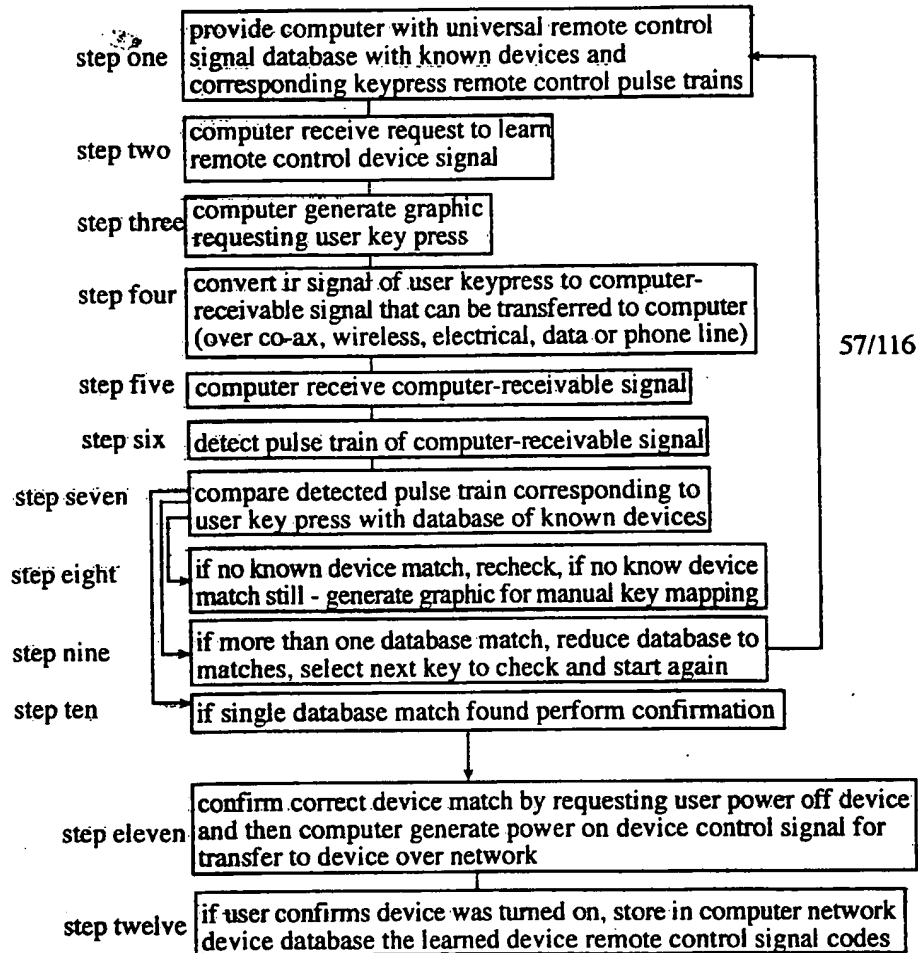 step one
provide computer with universal remote control
signal database with known devices and
corresponding keypress remote control pulse trains
step two
computer receive request to learn
remote control device signal
step three
computer generate graphic
requesting user key press
step four
convert ir signal of user keypress to computer-
receivable signal that can be transferred to computer
(over co-ax, wireless, electrical, data or phone line)
57/116
step five
computer receive computer-receivable signal
step six
detect pulse train of computer-receivable signal
step seven
compare detected pulse train corresponding to
user key press with database of known devices
step eight
if no known device match, recheck, if no know device
match still - generate graphic for manual key mapping
step nine
if more than one database match, reduce database to
matches, select next key to check and start again
step ten
if single database match found perform confirmation
step eleven
confirm correct device match by requesting user power off device
and then computer generate power on device control signal for
transfer to device over network
step twelve
if user confirms device was turned on, store in computer network
device database the learned device remote control signal codes